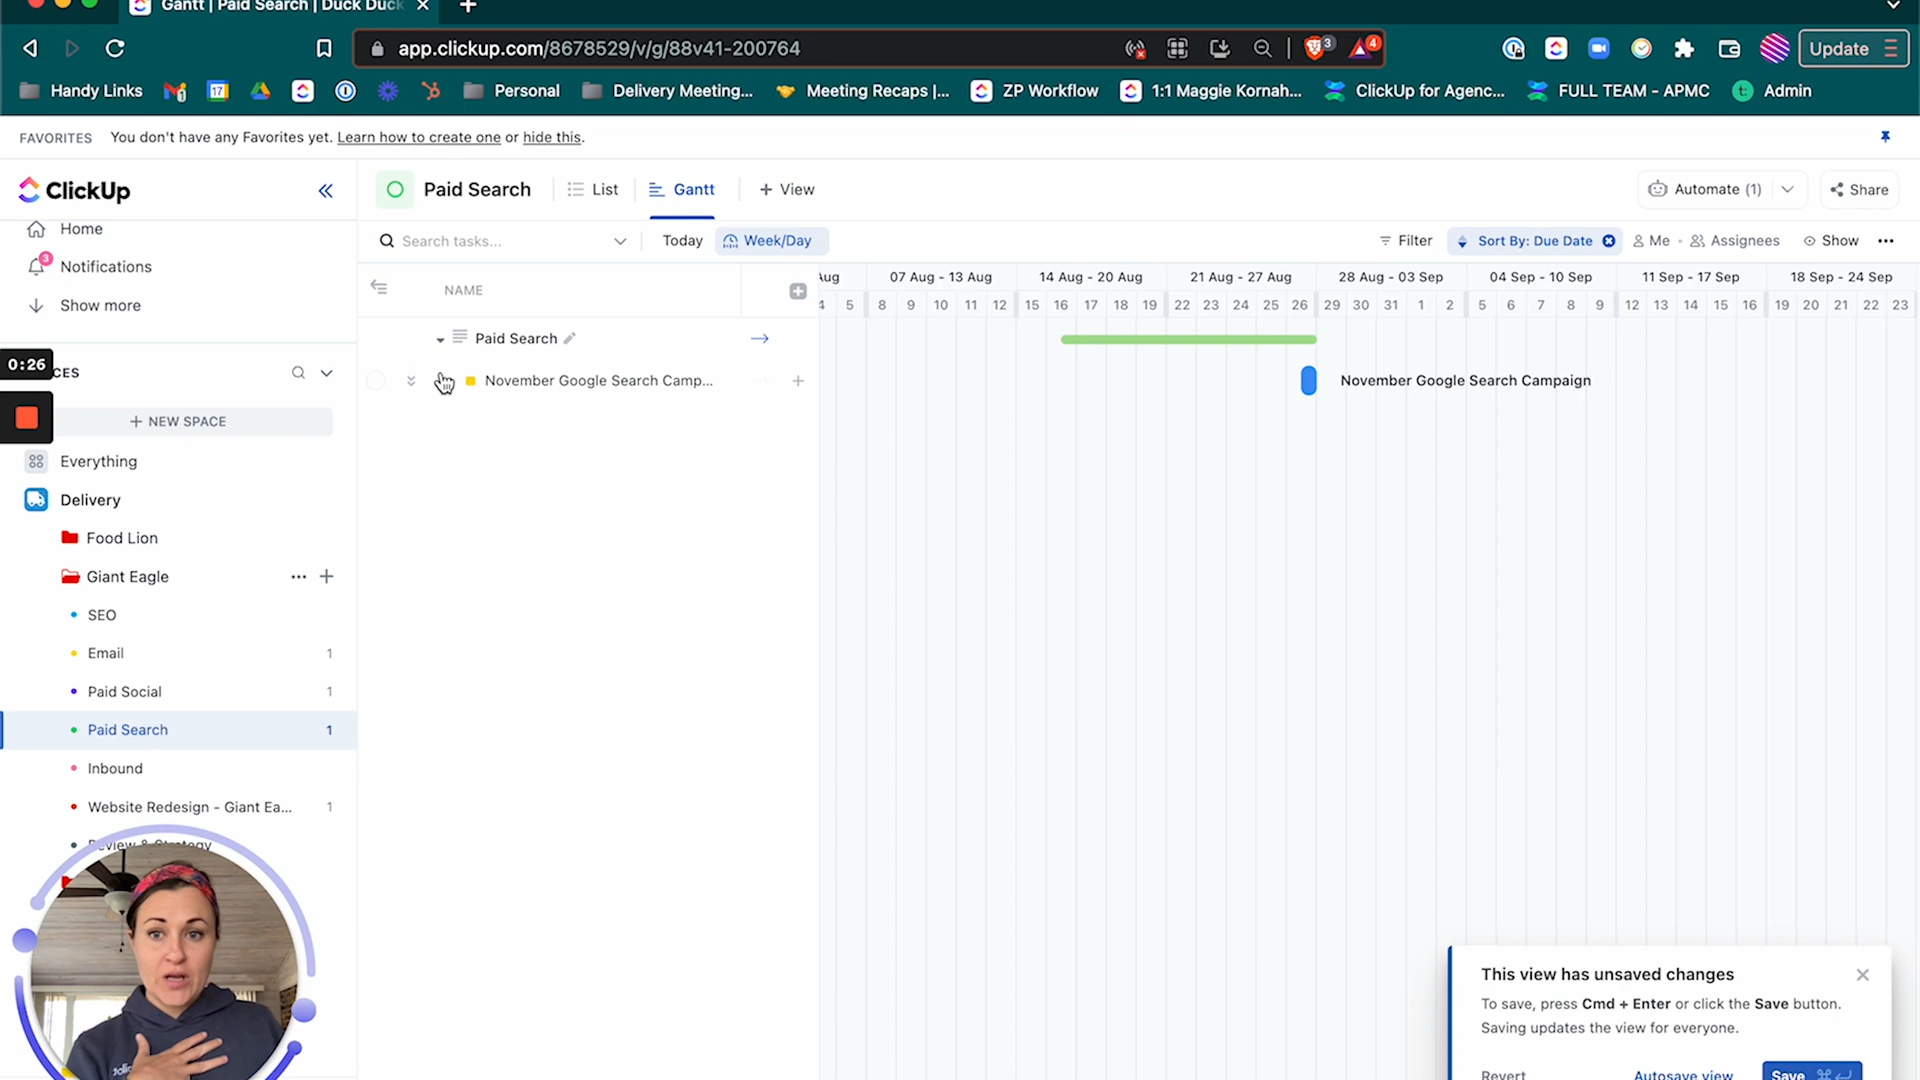 Gantt | Paid Search | Duck Duck
app.clickup.com/8678529/v/g/88v41-200764
3
4
Update
Handy Links
17
Personal
Delivery Meeting...
Meeting Recaps |...
ZP Workflow
1:1 Maggie Kornah...
ClickUp for Agenc...
FULL TEAM - APMC
t:
Admin
FAVORITES You don't have any Favorites yet. Learn how to create one or hide this.
ClickUp
Paid Search
List
Gantt
+ View
Automate (1)
Share
Home
3
Notifications
Show more
Search tasks...
Today
Week/Day
Filter
Sort By: Due Date
Me
Assignees
Show
NAME
Aug
07 Aug - 13 Aug
14 Aug - 20 Aug
21 Aug - 27 Aug
28 Aug - 03 Sep
04 Sep - 10 Sep
11 Sep - 17 Sep
18 Sep - 24 Sep
4 5 8 9 10 11 12 15 16 17 18 19 22 23 24 25 26 29 30 31 1 2 5 6 7 8 9 12 13 14 15 16 19 20 21 22 23
Paid Search
November Google Search Camp...
November Google Search Campaign
0:26
CES
+ NEW SPACE
Everything
Delivery
Food Lion
Giant Eagle
SEO
Email 1
Paid Social 1
Paid Search 1
Inbound
Website Redesign - Giant Ea... 1
Review & Strategy
This view has unsaved changes
To save, press Cmd + Enter or click the Save button.
Saving updates the view for everyone.
Revert
Autosave view
Save